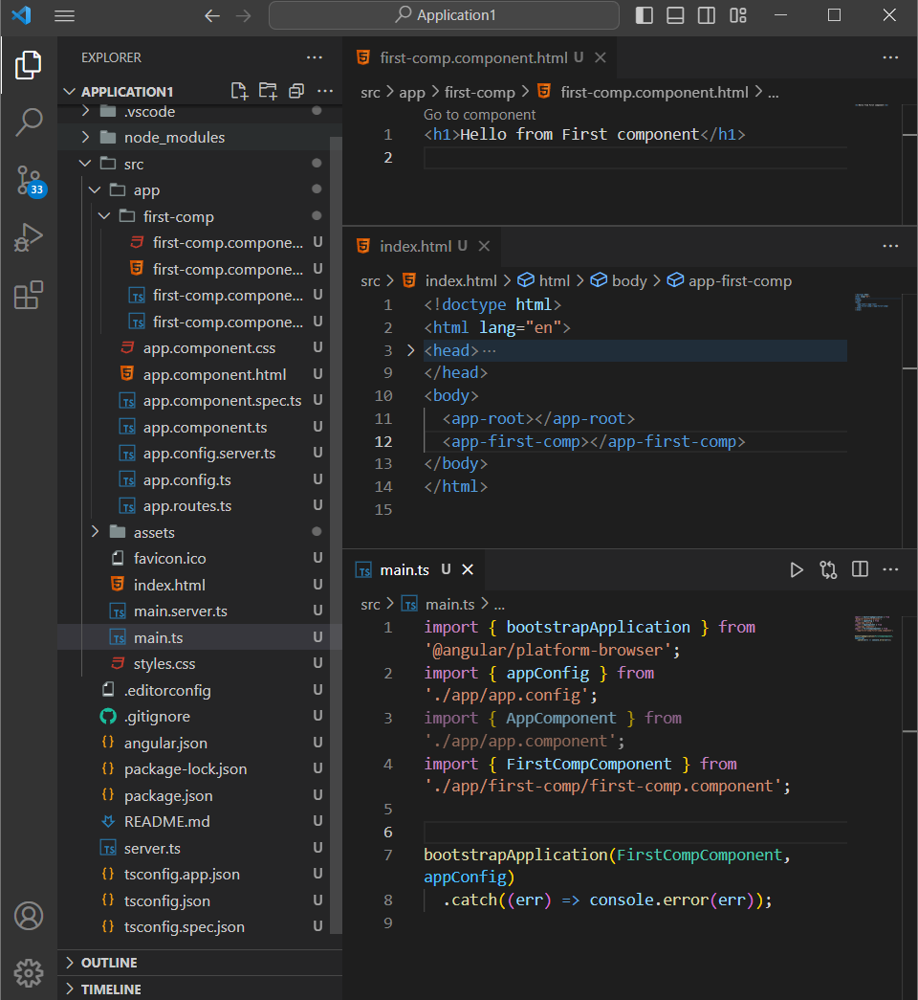 Application1
EXPLORER
APPLICATION1
.vscode
node_modules
src
app
first-comp
first-comp.compone... U
first-comp.compone... U
first-comp.compone... U
first-comp.compone... U
app.component.css U
app.component.html U
app.component.spec.ts U
app.component.ts U
app.config.server.ts U
app.config.ts U
app.routes.ts U
assets
favicon.ico U
index.html U
main.server.ts U
main.ts U
styles.css U
.editorconfig U
.gitignore U
angular.json U
package-lock.json U
package.json U
README.md U
server.ts U
tsconfig.app.json U
tsconfig.json U
tsconfig.spec.json U
OUTLINE
TIMELINE
33
first-comp.component.html U
src > app > first-comp > first-comp.component.html > ...
Go to component
1 <h1>Hello from First component</h1>
2
index.html U
src > index.html > html > body > app-first-comp
1 <!doctype html>
2 <html lang="en">
3 <head>...
9 </head>
10 <body>
11 <app-root></app-root>
12 <app-first-comp></app-first-comp>
13 </body>
14 </html>
15
main.ts U
src > TS main.ts > ...
1 import { bootstrapApplication } from
'@angular/platform-browser';
2 import { appConfig } from
'./app/app.config';
3 import { AppComponent } from
'./app/app.component';
4 import { FirstCompComponent } from
'./app/first-comp/first-comp.component';
5
6
7 bootstrapApplication(FirstCompComponent,
appConfig)
8 .catch((err) => console.error(err));
9